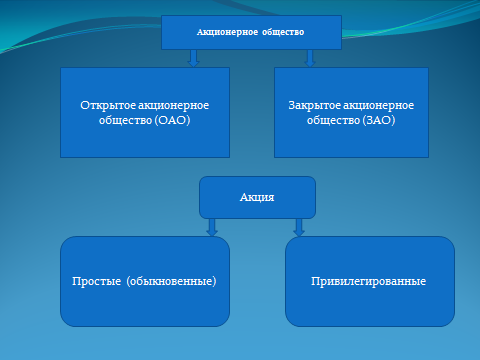 Акционерное общество
Открытое акционерное
общество (ОАО)
Закрытое акционерное
общество (ЗАО)
Акция
Простые (обыкновенные)
Привилегированные